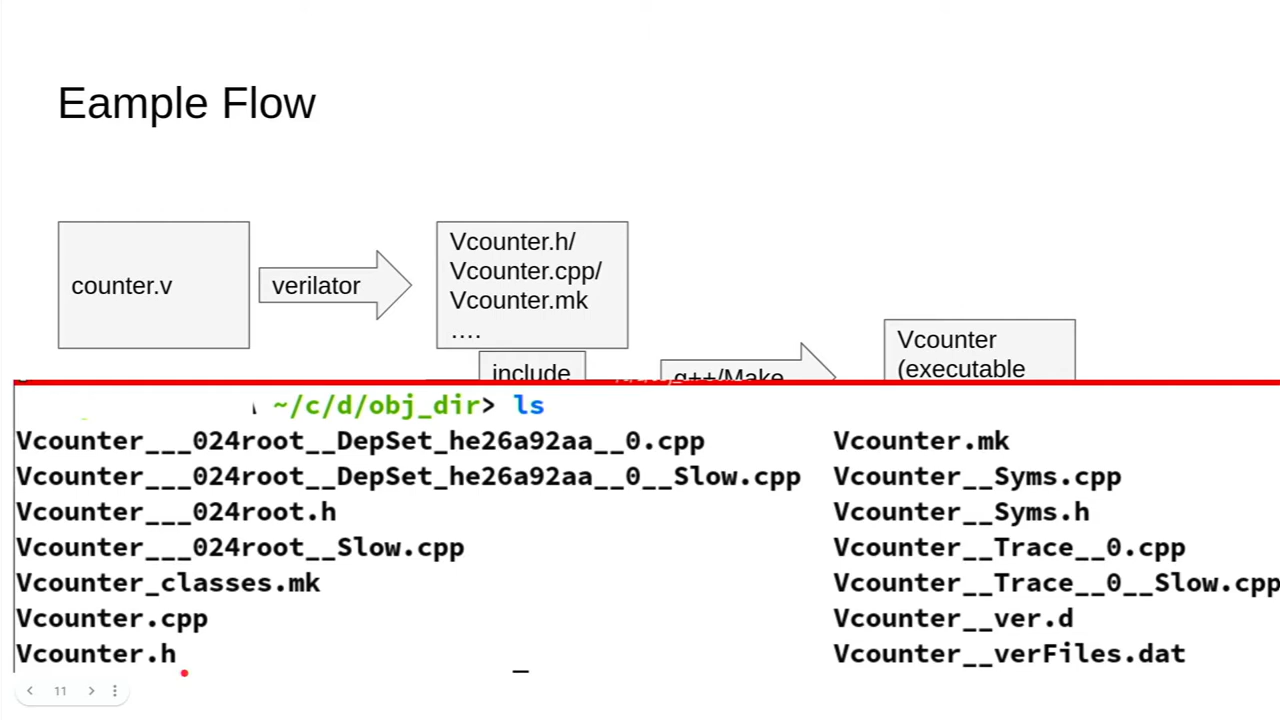 Eample Flow
counter.v
verilator
Vcounter.h/
Vcounter.cpp/
Vcounter.mk
....
include
g++/Make
Vcounter
(executable
~/c/d/obj_dir> ls
Vcounter___024root__DepSet_he26a92aa__0.cpp
Vcounter___024root__DepSet_he26a92aa__0__Slow.cpp
Vcounter___024root.h
Vcounter___024root__Slow.cpp
Vcounter_classes.mk
Vcounter.cpp
Vcounter.h
Vcounter.mk
Vcounter__Syms.cpp
Vcounter__Syms.h
Vcounter__Trace__0.cpp
Vcounter__Trace__0__Slow.cpp
Vcounter__ver.d
Vcounter__verFiles.dat
11